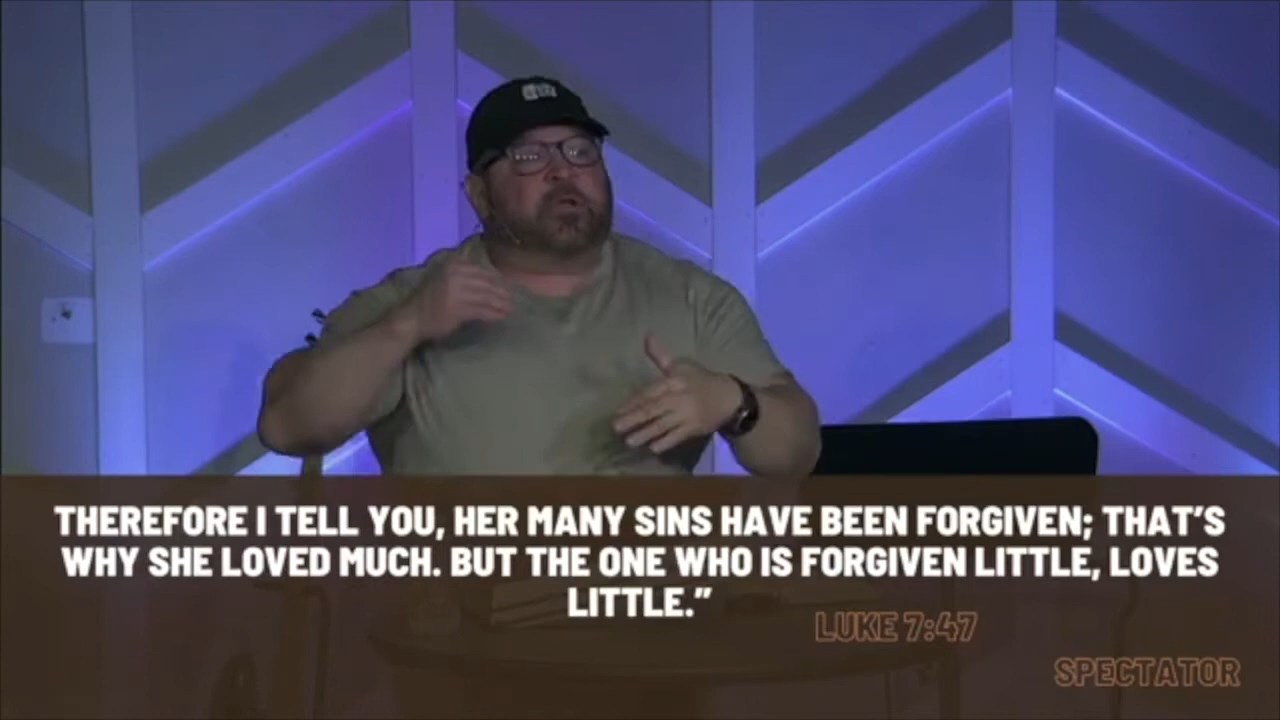 THEREFORE I TELL YOU, HER MANY SINS HAVE BEEN FORGIVEN; THAT’S
WHY SHE LOVED MUCH. BUT THE ONE WHO IS FORGIVEN LITTLE, LOVES
LITTLE.”
LUKE 7:47
SPECTATOR